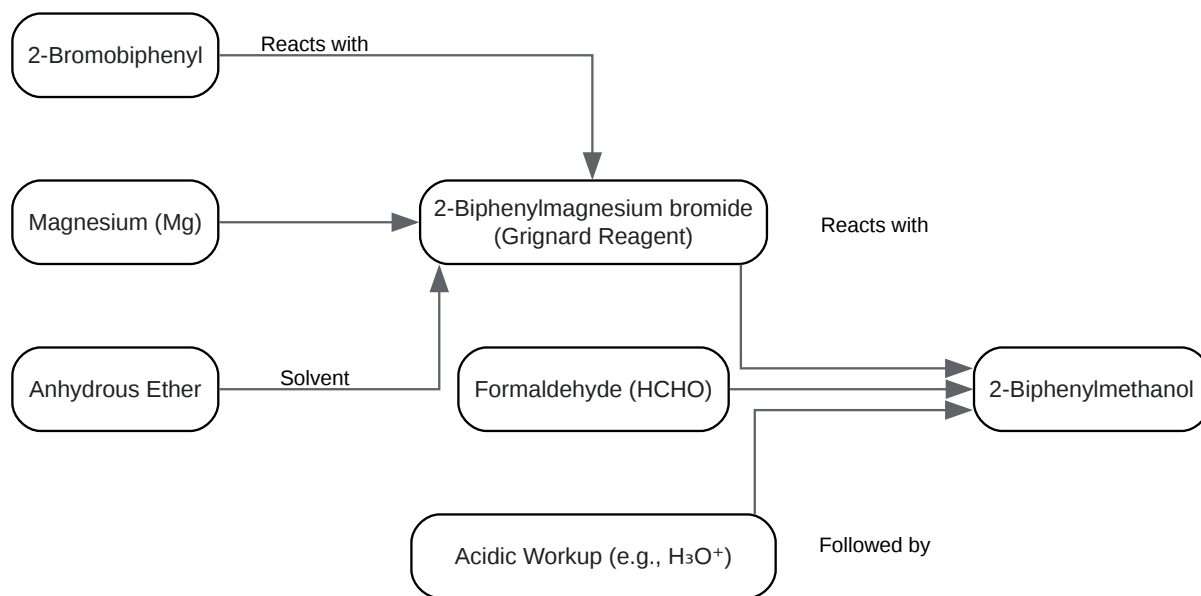 2-Bromobiphenyl
Reacts with
Magnesium (Mg)
2-Biphenylmagnesium bromide
(Grignard Reagent)
Reacts with
Anhydrous Ether
Solvent
Formaldehyde (HCHO)
2-Biphenylmethanol
Acidic Workup (e.g., H₃O⁺)
Followed by